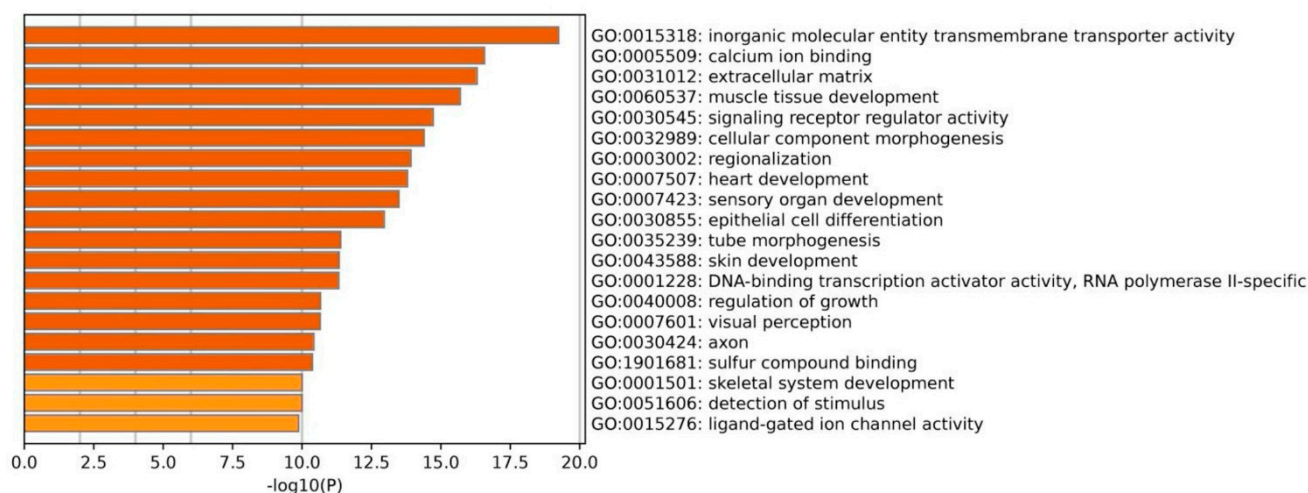 GO:0015318: inorganic molecular entity transmembrane transporter activity
GO:0005509: calcium ion binding
GO:0031012: extracellular matrix
GO:0060537: muscle tissue development
GO:0030545: signaling receptor regulator activity
GO:0032989: cellular component morphogenesis
GO:0003002: regionalization
GO:0007507: heart development
GO:0007423: sensory organ development
GO:0030855: epithelial cell differentiation
GO:0035239: tube morphogenesis
GO:0043588: skin development
GO:0001228: DNA-binding transcription activator activity, RNA polymerase II-specific
GO:0040008: regulation of growth
GO:0007601: visual perception
GO:0030424: axon
GO:1901681: sulfur compound binding
GO:0001501: skeletal system development
GO:0051606: detection of stimulus
GO:0015276: ligand-gated ion channel activity
0.0 2.5 5.0 7.5 10.0 12.5 15.0 17.5 20.0
-log10(P)